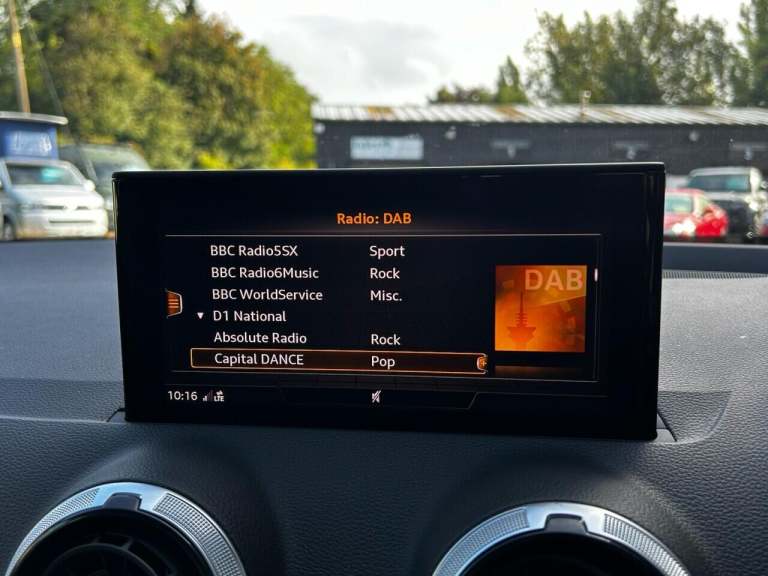 Radio: DAB
BBC Radio5SX Sport
BBC Radio6Music Rock
BBC WorldService Misc.
D1 National
Absolute Radio Rock
Capital DANCE Pop
DAB
10:16 LTE